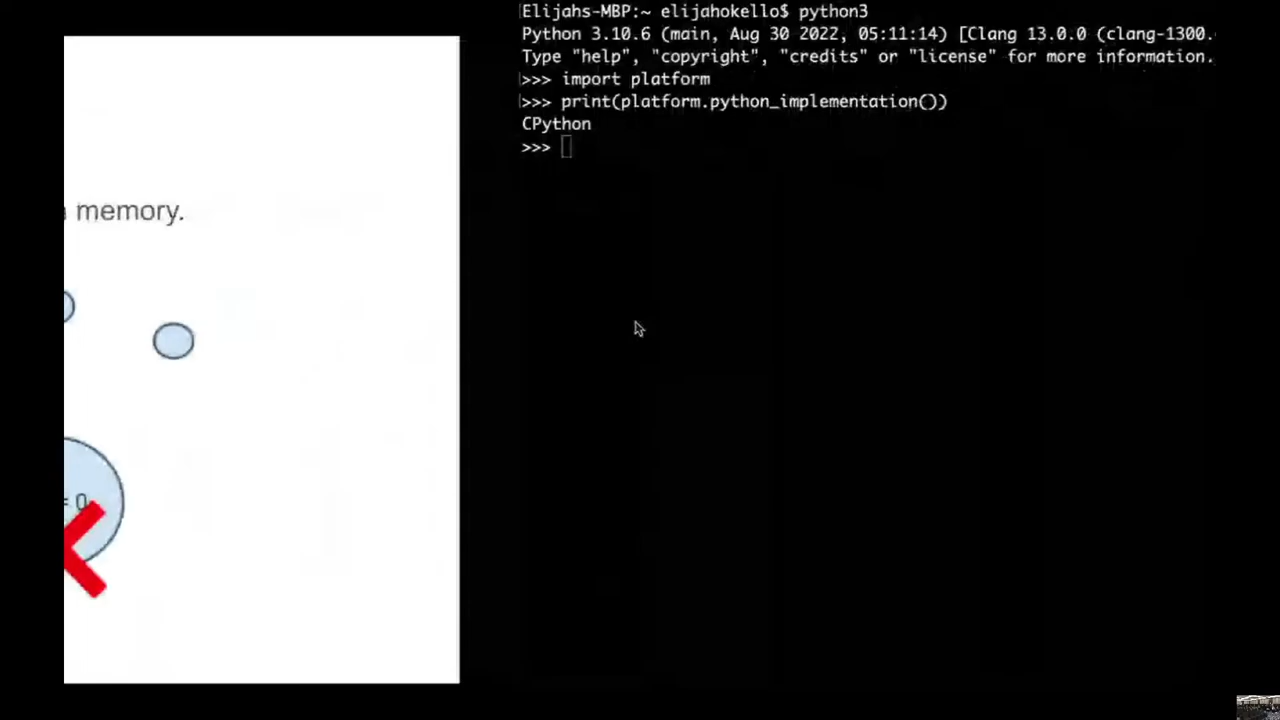 Elijahs-MBP:~ elijahokello$ python3
Python 3.10.6 (main, Aug 30 2022, 05:11:14) [Clang 13.0.0 (clang-1300.
Type "help", "copyright", "credits" or "license" for more information.
>>> import platform
>>> print(platform.python_implementation())
CPython
>>>
memory.
= 0